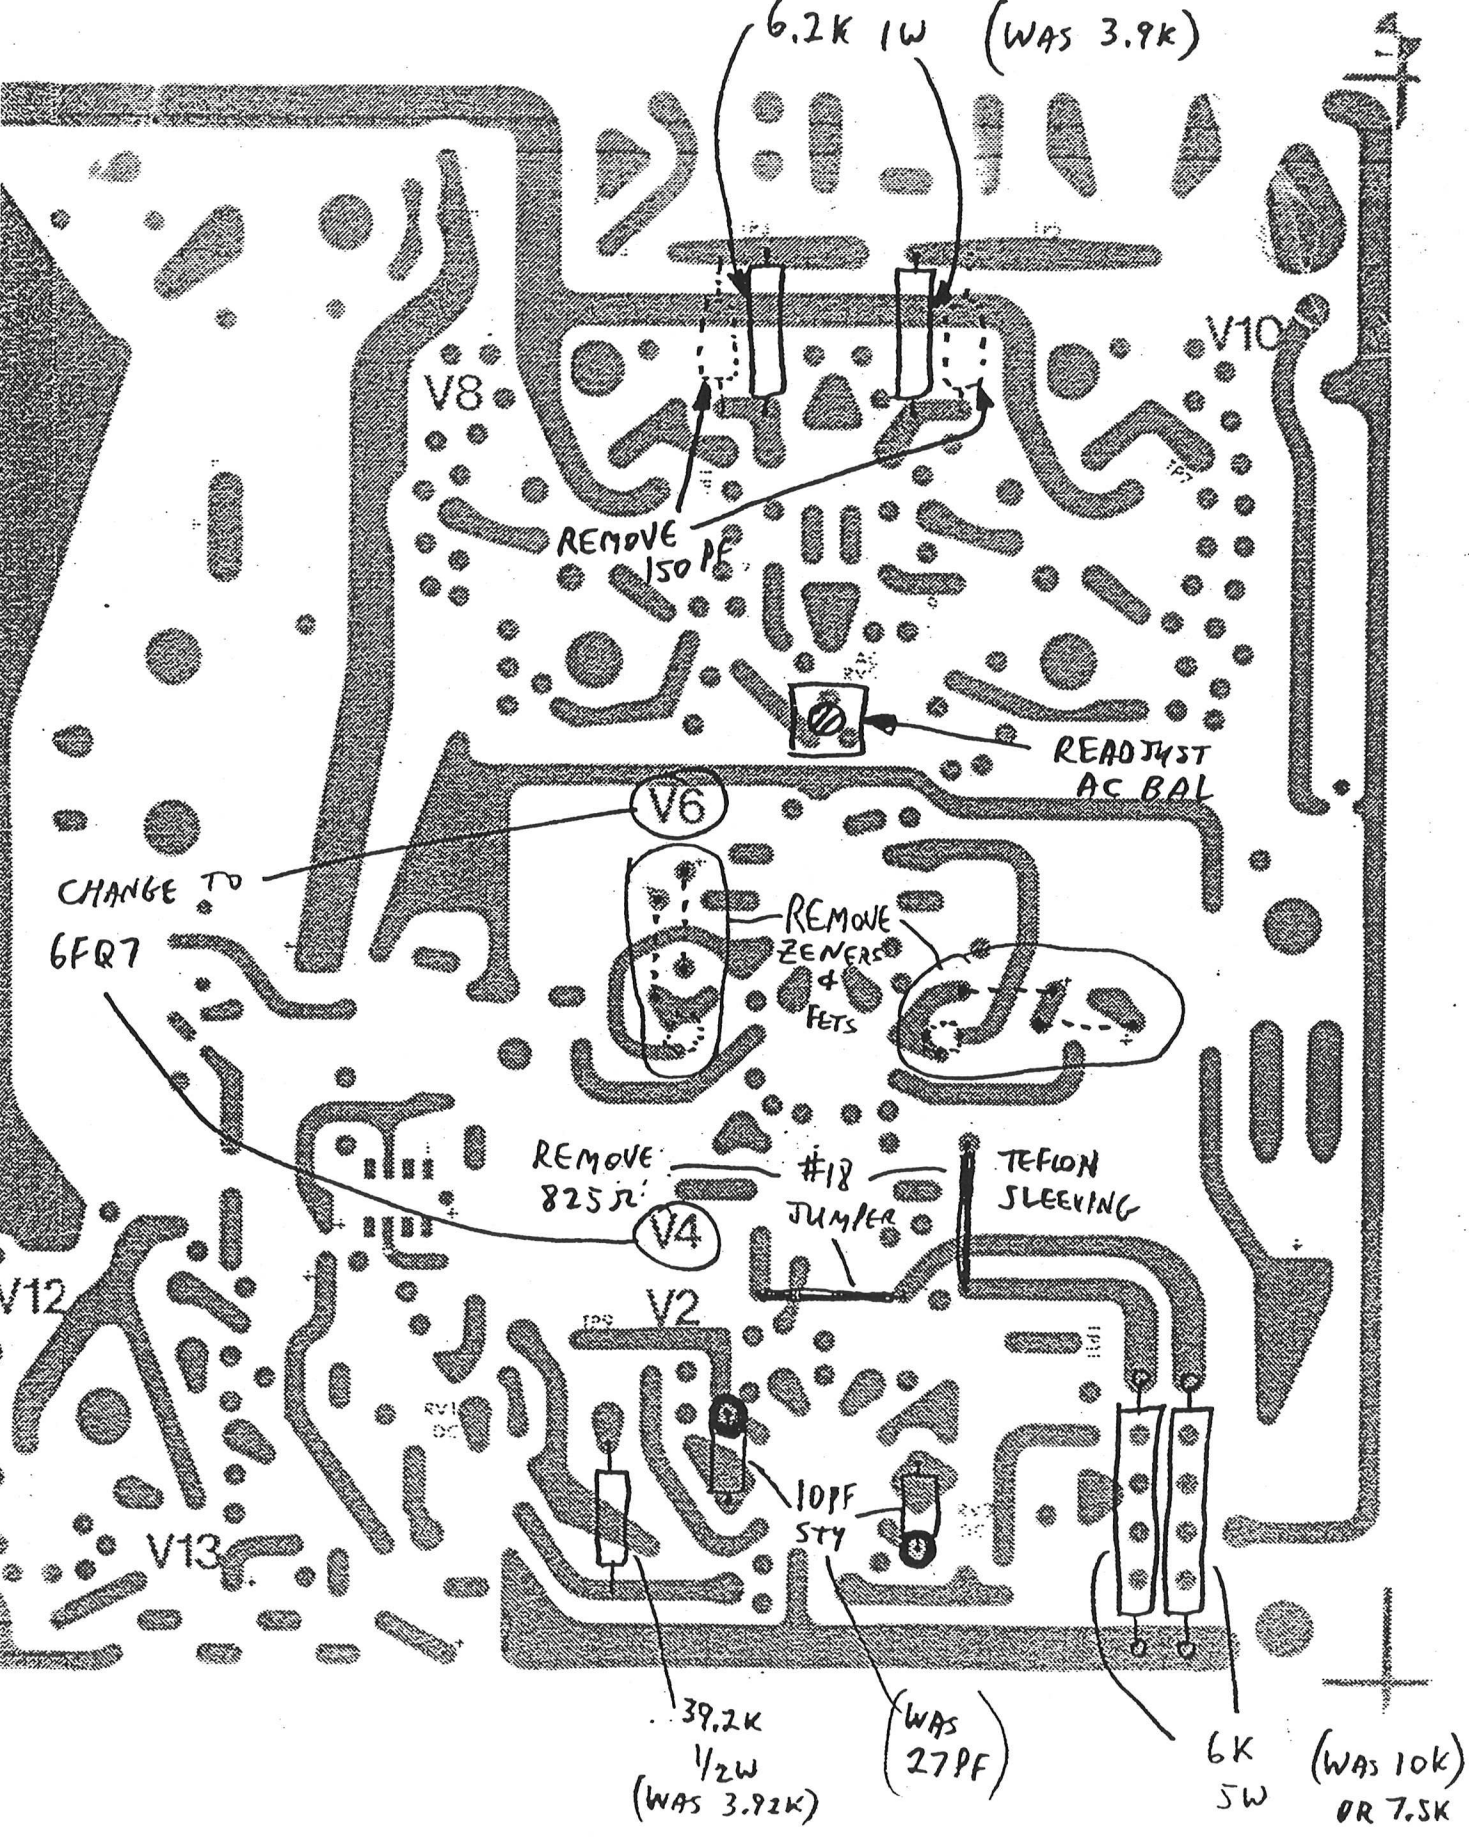 6.2K 1W (WAS 3.9K)
V10
V8
REMOVE
150 PF
READJUST
AC BAL
V6
CHANGE TO
6FQ7
REMOVE
ZENERS
&
FETS
REMOVE
825Ω
#18
JUMPER
TEFLON
SLEEVING
V4
V12
V2
RV1
DC
10PF
STY
V13
39.2K
1/2W
(WAS 3.92K)
(WAS
27PF)
6K
5W
(WAS 10K)
OR 7.5K